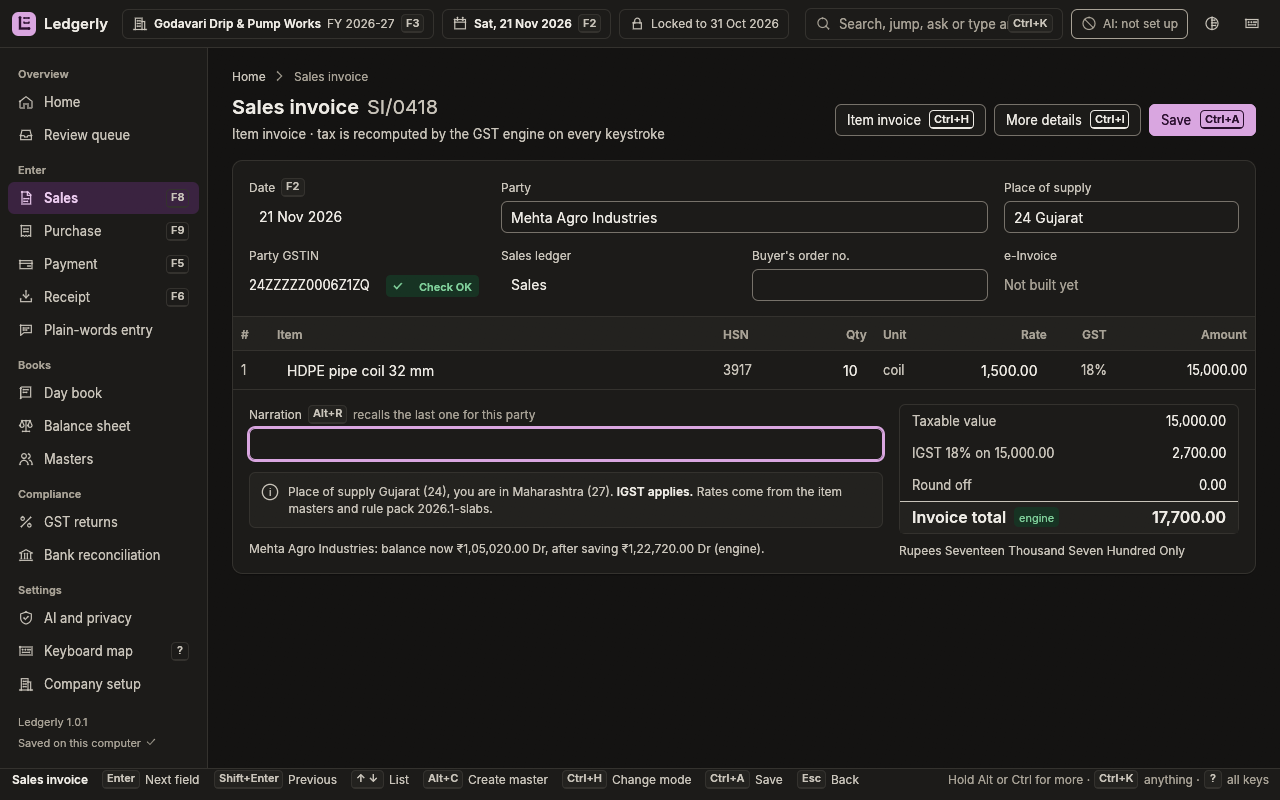 Ledgerly
Godavari Drip & Pump Works FY 2026-27 F3
Sat, 21 Nov 2026 F2
Locked to 31 Oct 2026
Search, jump, ask or type a Ctrl+K
AI: not set up
Overview
Home
Review queue
Enter
Sales F8
Purchase F9
Payment F5
Receipt F6
Plain-words entry
Books
Day book
Balance sheet
Masters
Compliance
GST returns
Bank reconciliation
Settings
AI and privacy
Keyboard map ?
Company setup
Ledgerly 1.0.1
Saved on this computer
Home Sales invoice
Sales invoice SI/0418
Item invoice · tax is recomputed by the GST engine on every keystroke
Item invoice Ctrl+H
More details Ctrl+I
Save Ctrl+A
Date F2 Party Place of supply
21 Nov 2026 Mehta Agro Industries 24 Gujarat
Party GSTIN Sales ledger Buyer's order no. e-Invoice
24ZZZZZ0006Z1ZQ Check OK Sales Not built yet
# Item HSN Qty Unit Rate GST Amount
1 HDPE pipe coil 32 mm 3917 10 coil 1,500.00 18% 15,000.00
Narration Alt+R recalls the last one for this party
Place of supply Gujarat (24), you are in Maharashtra (27). IGST applies. Rates come from the item
masters and rule pack 2026.1-slabs.
Mehta Agro Industries: balance now ₹1,05,020.00 Dr, after saving ₹1,22,720.00 Dr (engine).
Taxable value 15,000.00
IGST 18% on 15,000.00 2,700.00
Round off 0.00
Invoice total engine 17,700.00
Rupees Seventeen Thousand Seven Hundred Only
Sales invoice Enter Next field Shift+Enter Previous ↑ ↓ List Alt+C Create master Ctrl+H Change mode Ctrl+A Save Esc Back Hold Alt or Ctrl for more · Ctrl+K anything · ? all keys